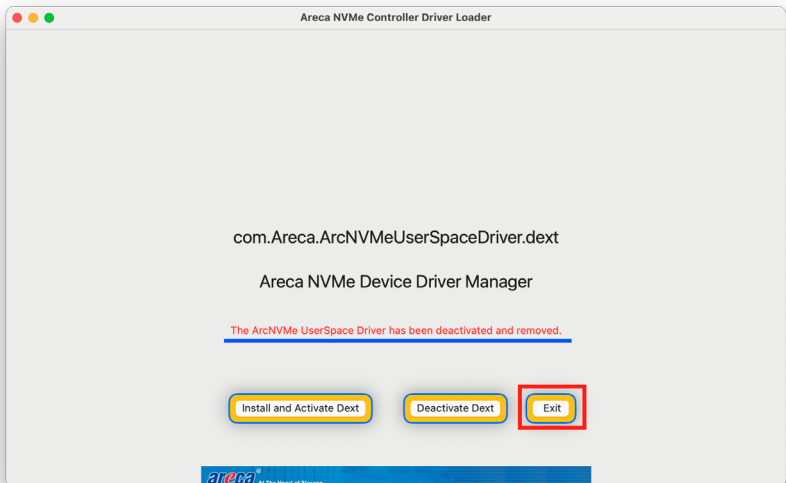 Areca NVMe Controller Driver Loader
com.Areca.ArcNVMeUserSpaceDriver.dext
Areca NVMe Device Driver Manager
The ArcNVMe UserSpace Driver has been deactivated and removed.
Install and Activate Dext Deactivate Dext Exit
areca®